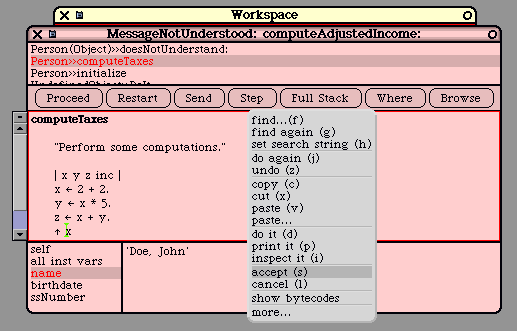 Workspace
MessageNotUnderstood: computeAdjustedIncome:
Person(Object)>>doesNotUnderstand:
Person>>computeTaxes
Person>>initialize
UndefinedObject>>DoIt
Proceed Restart Send Step Full Stack Where Browse
computeTaxes
"Perform some computations."
| x y z inc |
x ← 2 + 2.
y ← x * 5.
z ← x + y.
↑ x
find...(f)
find again (g)
set search string (h)
do again (j)
undo (z)
copy (c)
cut (x)
paste (v)
paste...
do it (d)
print it (p)
inspect it (i)
accept (s)
cancel (l)
show bytecodes
more...
self
all inst vars
name
birthdate
ssNumber
'Doe, John'